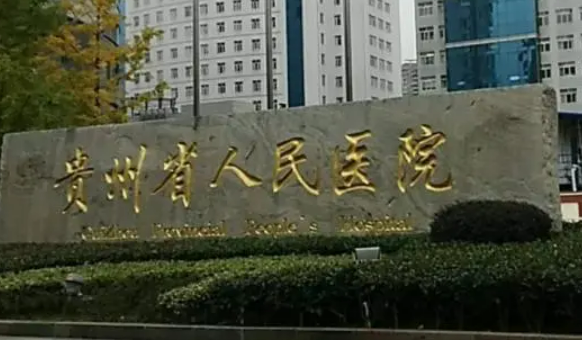 贵州省人民医院
Guizhou Provincial People's Hospital